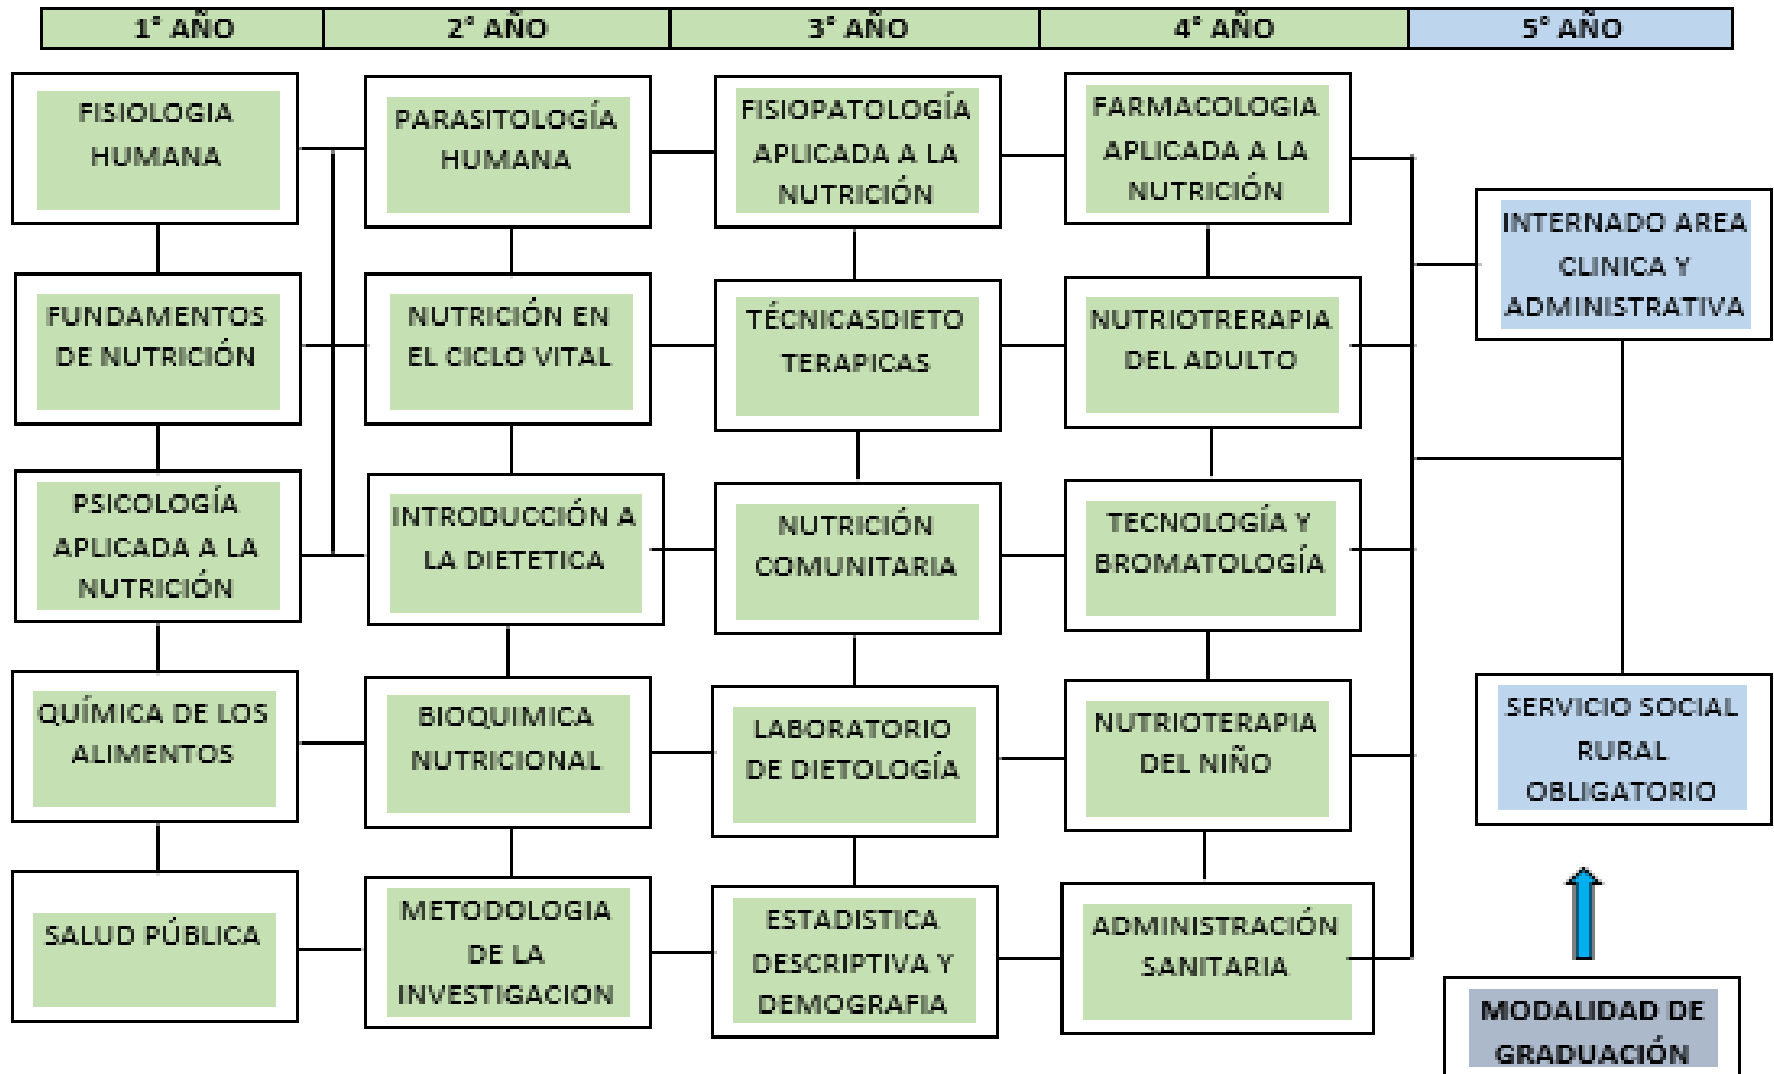 1° AÑO
2° AÑO
3° AÑO
4° AÑO
5° AÑO
FISIOLOGIA
HUMANA
FUNDAMENTOS
DE NUTRICIÓN
PSICOLOGÍA
APLICADA A LA
NUTRICIÓN
QUÍMICA DE LOS
ALIMENTOS
SALUD PÚBLICA
PARASITOLOGÍA
HUMANA
NUTRICIÓN EN
EL CICLO VITAL
INTRODUCCIÓN A
LA DIETETICA
BIOQUIMICA
NUTRICIONAL
METODOLOGIA
DE LA
INVESTIGACION
FISIOPATOLOGÍA
APLICADA A LA
NUTRICIÓN
TÉCNICASDIETO
TERAPICAS
NUTRICIÓN
COMUNITARIA
LABORATORIO
DE DIETOLOGÍA
ESTADISTICA
DESCRIPTIVA Y
DEMOGRAFIA
FARMACOLOGIA
APLICADA A LA
NUTRICIÓN
NUTRIOTRERAPIA
DEL ADULTO
TECNOLOGÍA Y
BROMATOLOGÍA
NUTRIOTERAPIA
DEL NIÑO
ADMINISTRACIÓN
SANITARIA
INTERNADO AREA
CLINICA Y
ADMINISTRATIVA
SERVICIO SOCIAL
RURAL
OBLIGATORIO
MODALIDAD DE
GRADUACIÓN